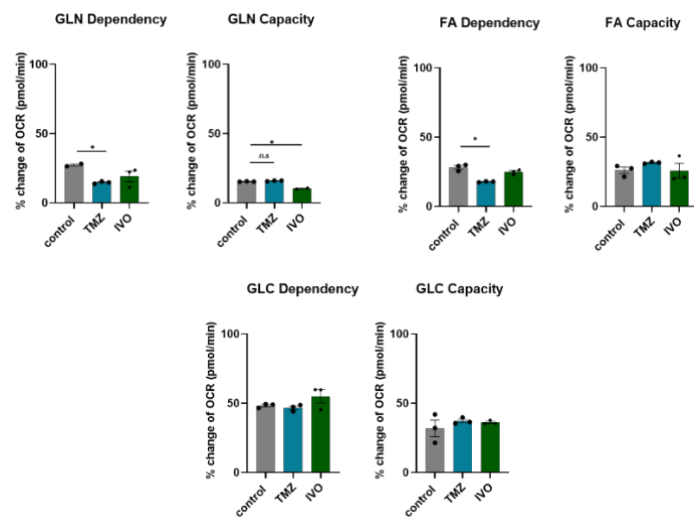 GLN Dependency
GLN Capacity
FA Dependency
FA Capacity
% change of OCR (pmol/min)
100
50
0
*
control
TMZ
IVO
% change of OCR (pmol/min)
100
50
0
*
n.s
control
TMZ
IVO
% change of OCR (pmol/min)
100
50
0
*
control
TMZ
IVO
% change of OCR (pmol/min)
100
50
0
control
TMZ
IVO
GLC Dependency
GLC Capacity
% change of OCR (pmol/min)
100
50
0
control
TMZ
IVO
% change of OCR (pmol/min)
100
50
0
control
TMZ
IVO